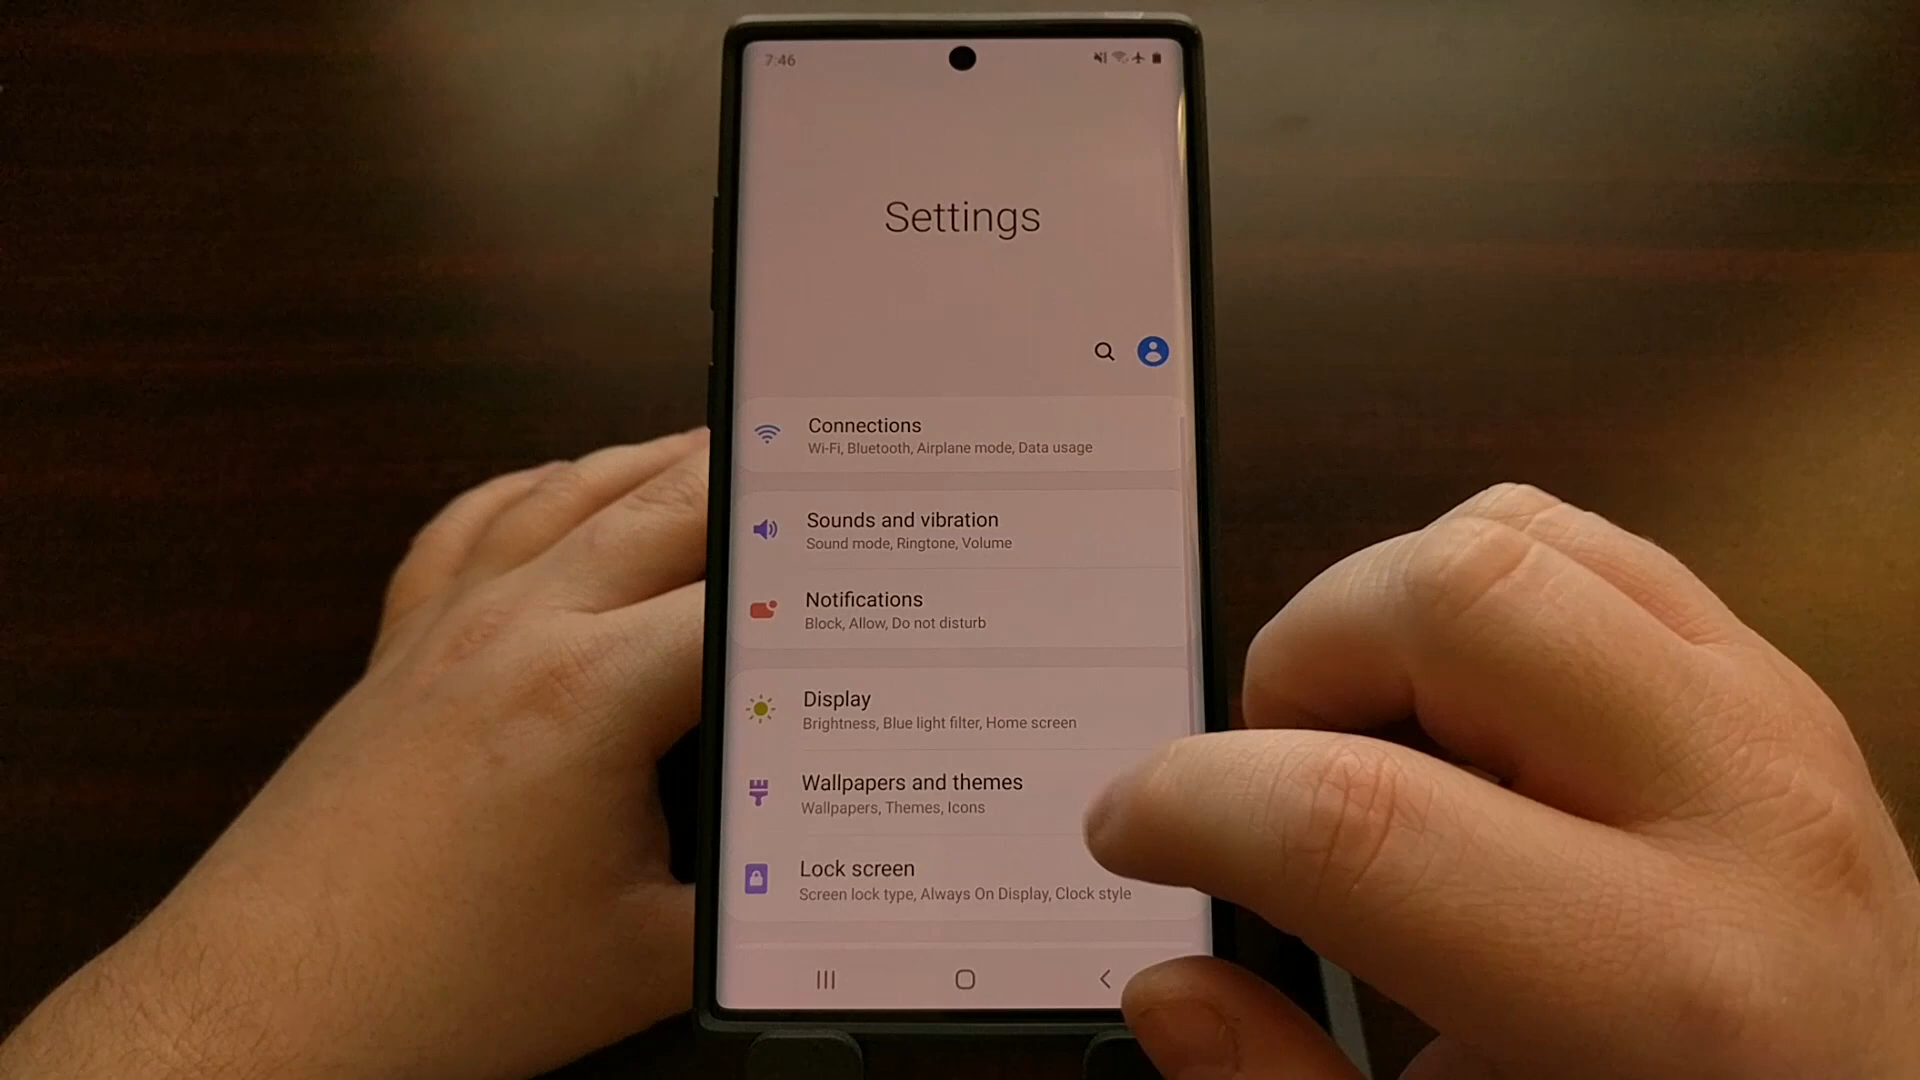 7:46
Settings
Connections
Wi-Fi, Bluetooth, Airplane mode, Data usage
Sounds and vibration
Sound mode, Ringtone, Volume
Notifications
Block, Allow, Do not disturb
Display
Brightness, Blue light filter, Home screen
Wallpapers and themes
Wallpapers, Themes, Icons
Lock screen
Screen lock type, Always On Display, Clock style